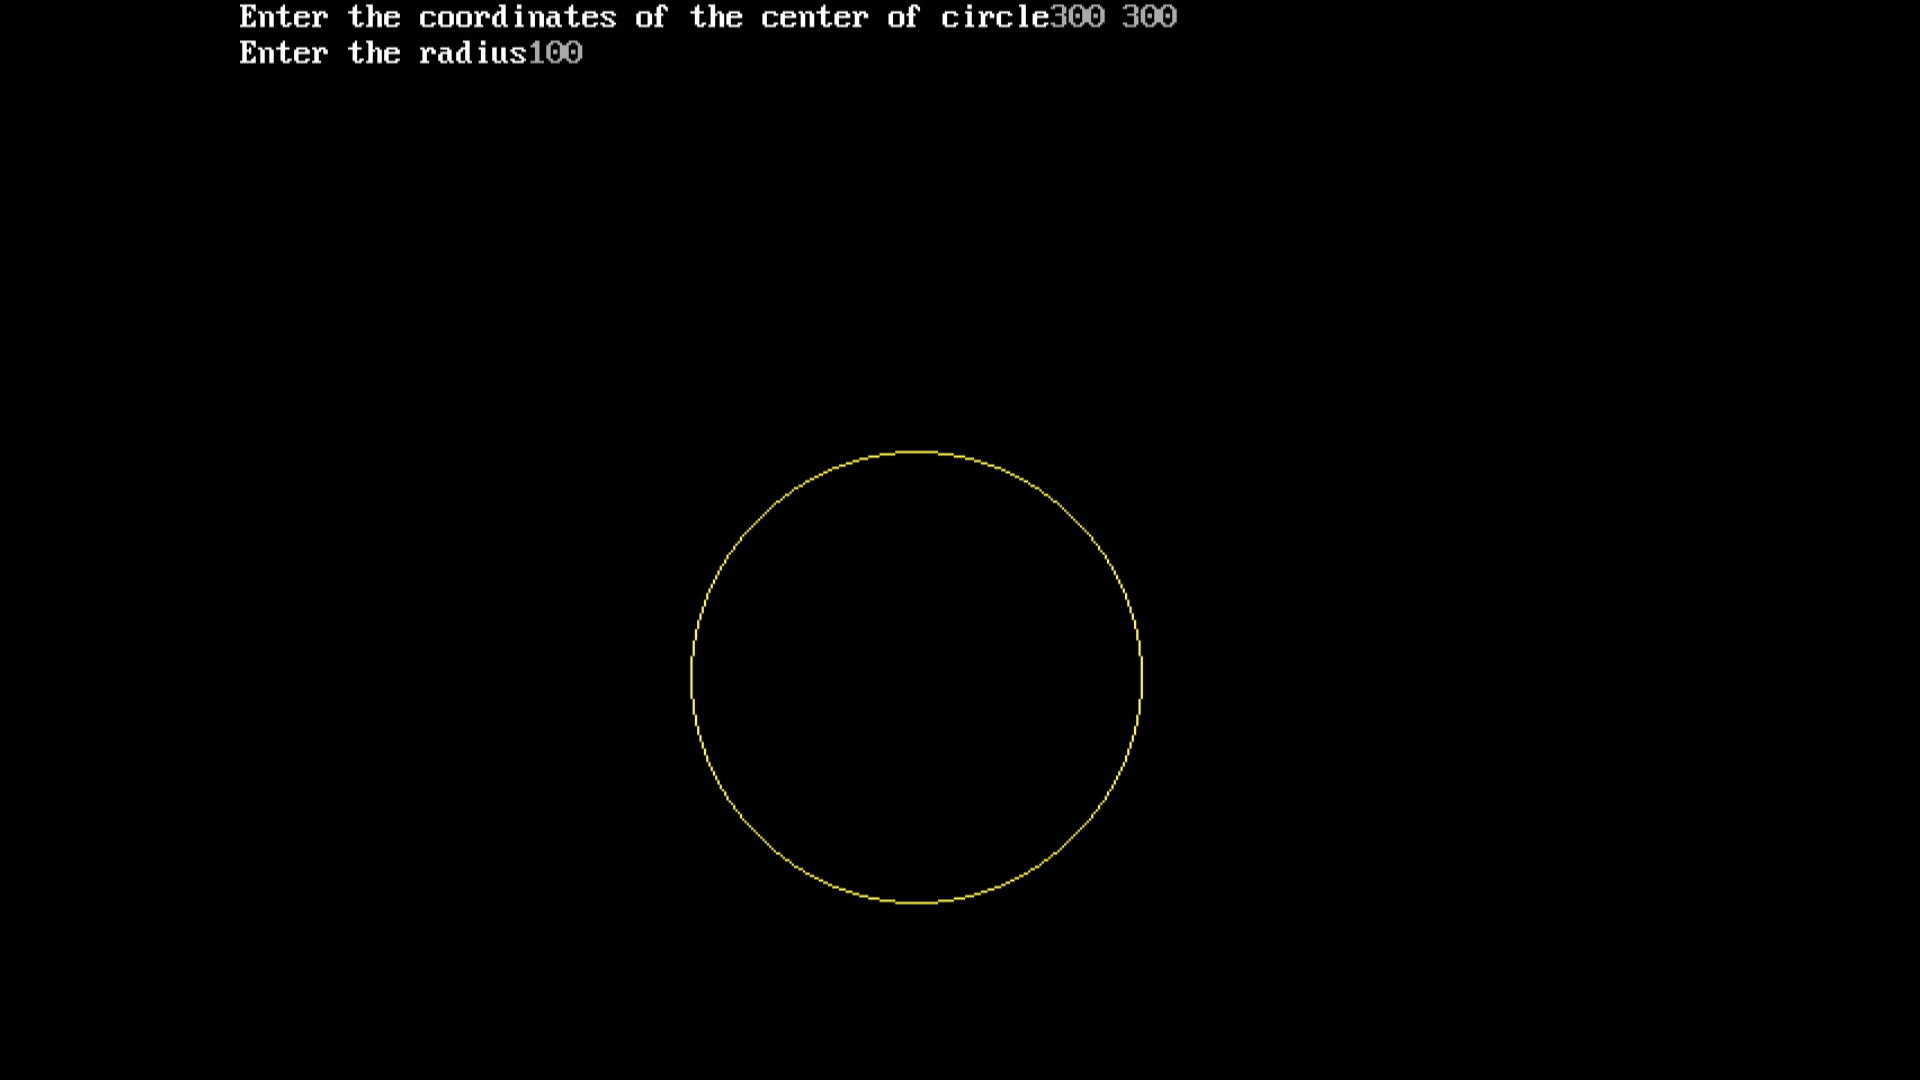 Enter the coordinates of the center of circle300 300
Enter the radius100